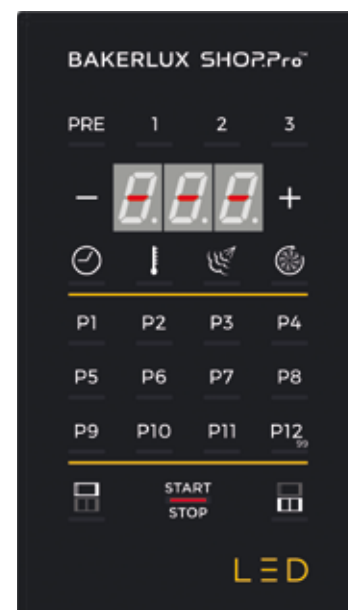 BAKERLUX SHOP.Pro™
PRE 1 2 3
- --- +
P1 P2 P3 P4
P5 P6 P7 P8
P9 P10 P11 P12 99
START
STOP
LED